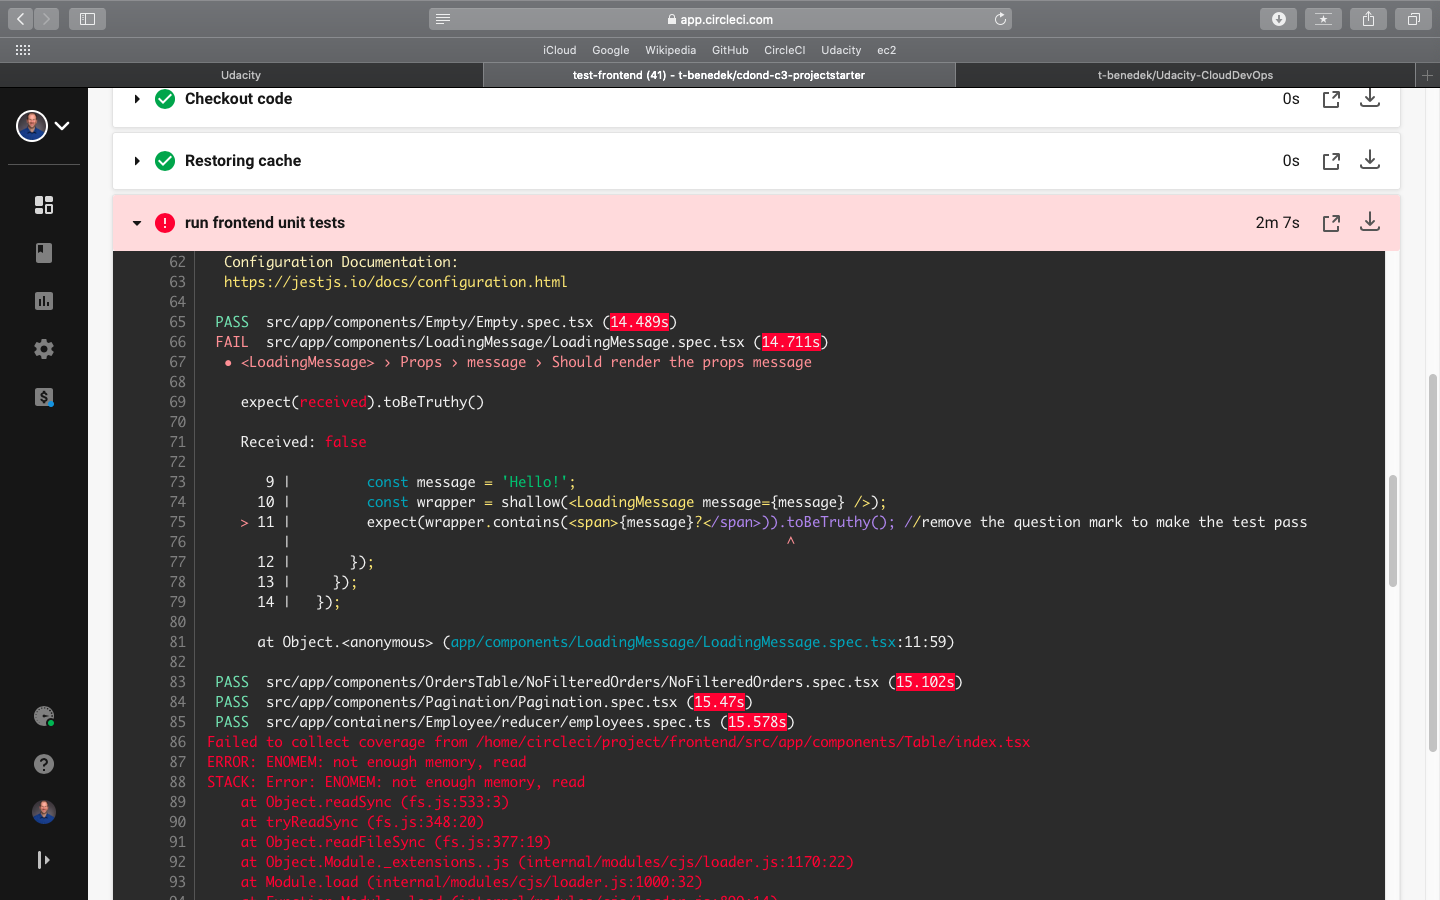 app.circleci.com
iCloud Google Wikipedia GitHub CircleCI Udacity ec2
Udacity
test-frontend (41) - t-benedek/cdond-c3-projectstarter
t-benedek/Udacity-CloudDevOps
Checkout code 0s
Restoring cache 0s
run frontend unit tests 2m 7s
62 Configuration Documentation:
63 https://jestjs.io/docs/configuration.html
64
65 PASS src/app/components/Empty/Empty.spec.tsx (14.489s)
66 FAIL src/app/components/LoadingMessage/LoadingMessage.spec.tsx (14.711s)
67 ● <LoadingMessage> › Props › message › Should render the props message
68
69 expect(received).toBeTruthy()
70
71 Received: false
72
73 9 | const message = 'Hello!';
74 10 | const wrapper = shallow(<LoadingMessage message={message} />);
75 > 11 | expect(wrapper.contains(<span>{message}?</span>)).toBeTruthy(); //remove the question mark to make the test pass
76 | ^
77 12 | });
78 13 | });
79 14 | });
80
81 at Object.<anonymous> (app/components/LoadingMessage/LoadingMessage.spec.tsx:11:59)
82
83 PASS src/app/components/OrdersTable/NoFilteredOrders/NoFilteredOrders.spec.tsx (15.102s)
84 PASS src/app/components/Pagination/Pagination.spec.tsx (15.47s)
85 PASS src/app/containers/Employee/reducer/employees.spec.ts (15.578s)
86 Failed to collect coverage from /home/circleci/project/frontend/src/app/components/Table/index.tsx
87 ERROR: ENOMEM: not enough memory, read
88 STACK: Error: ENOMEM: not enough memory, read
89 at Object.readSync (fs.js:533:3)
90 at tryReadSync (fs.js:348:20)
91 at Object.readFileSync (fs.js:377:19)
92 at Object.Module._extensions..js (internal/modules/cjs/loader.js:1170:22)
93 at Module.load (internal/modules/cjs/loader.js:1000:32)